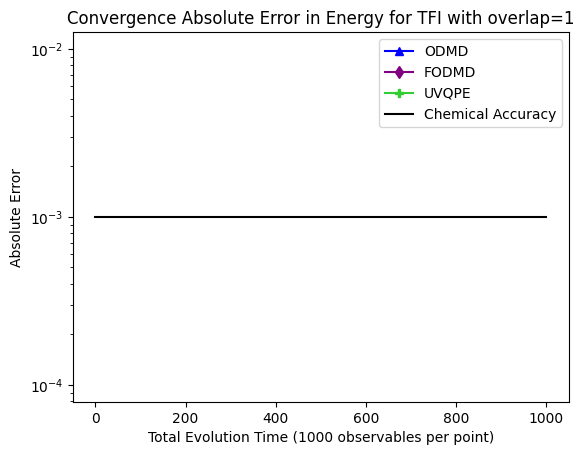 Convergence Absolute Error in Energy for TFI with overlap=1
ODMD
FODMD
UVQPE
Chemical Accuracy
Absolute Error
10⁻²
10⁻³
10⁻⁴
0 200 400 600 800 1000
Total Evolution Time (1000 observables per point)